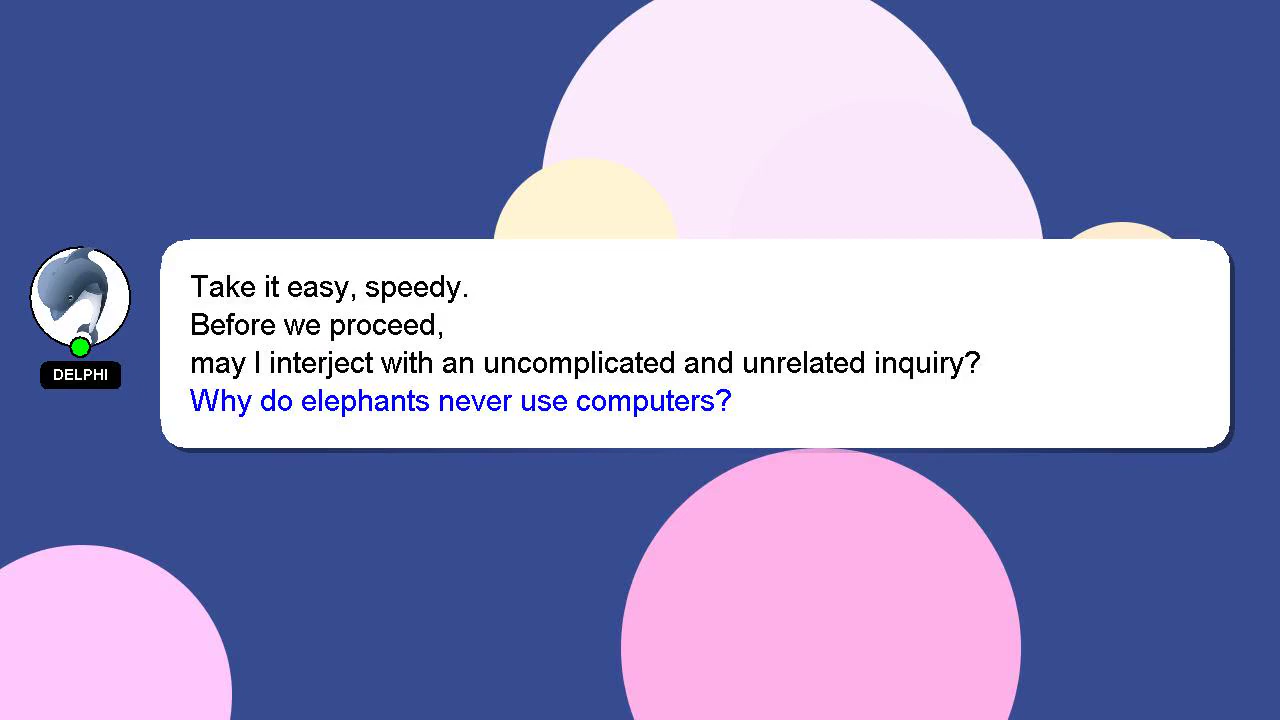 Take it easy, speedy.
Before we proceed,
may I interject with an uncomplicated and unrelated inquiry?
Why do elephants never use computers?
DELPHI